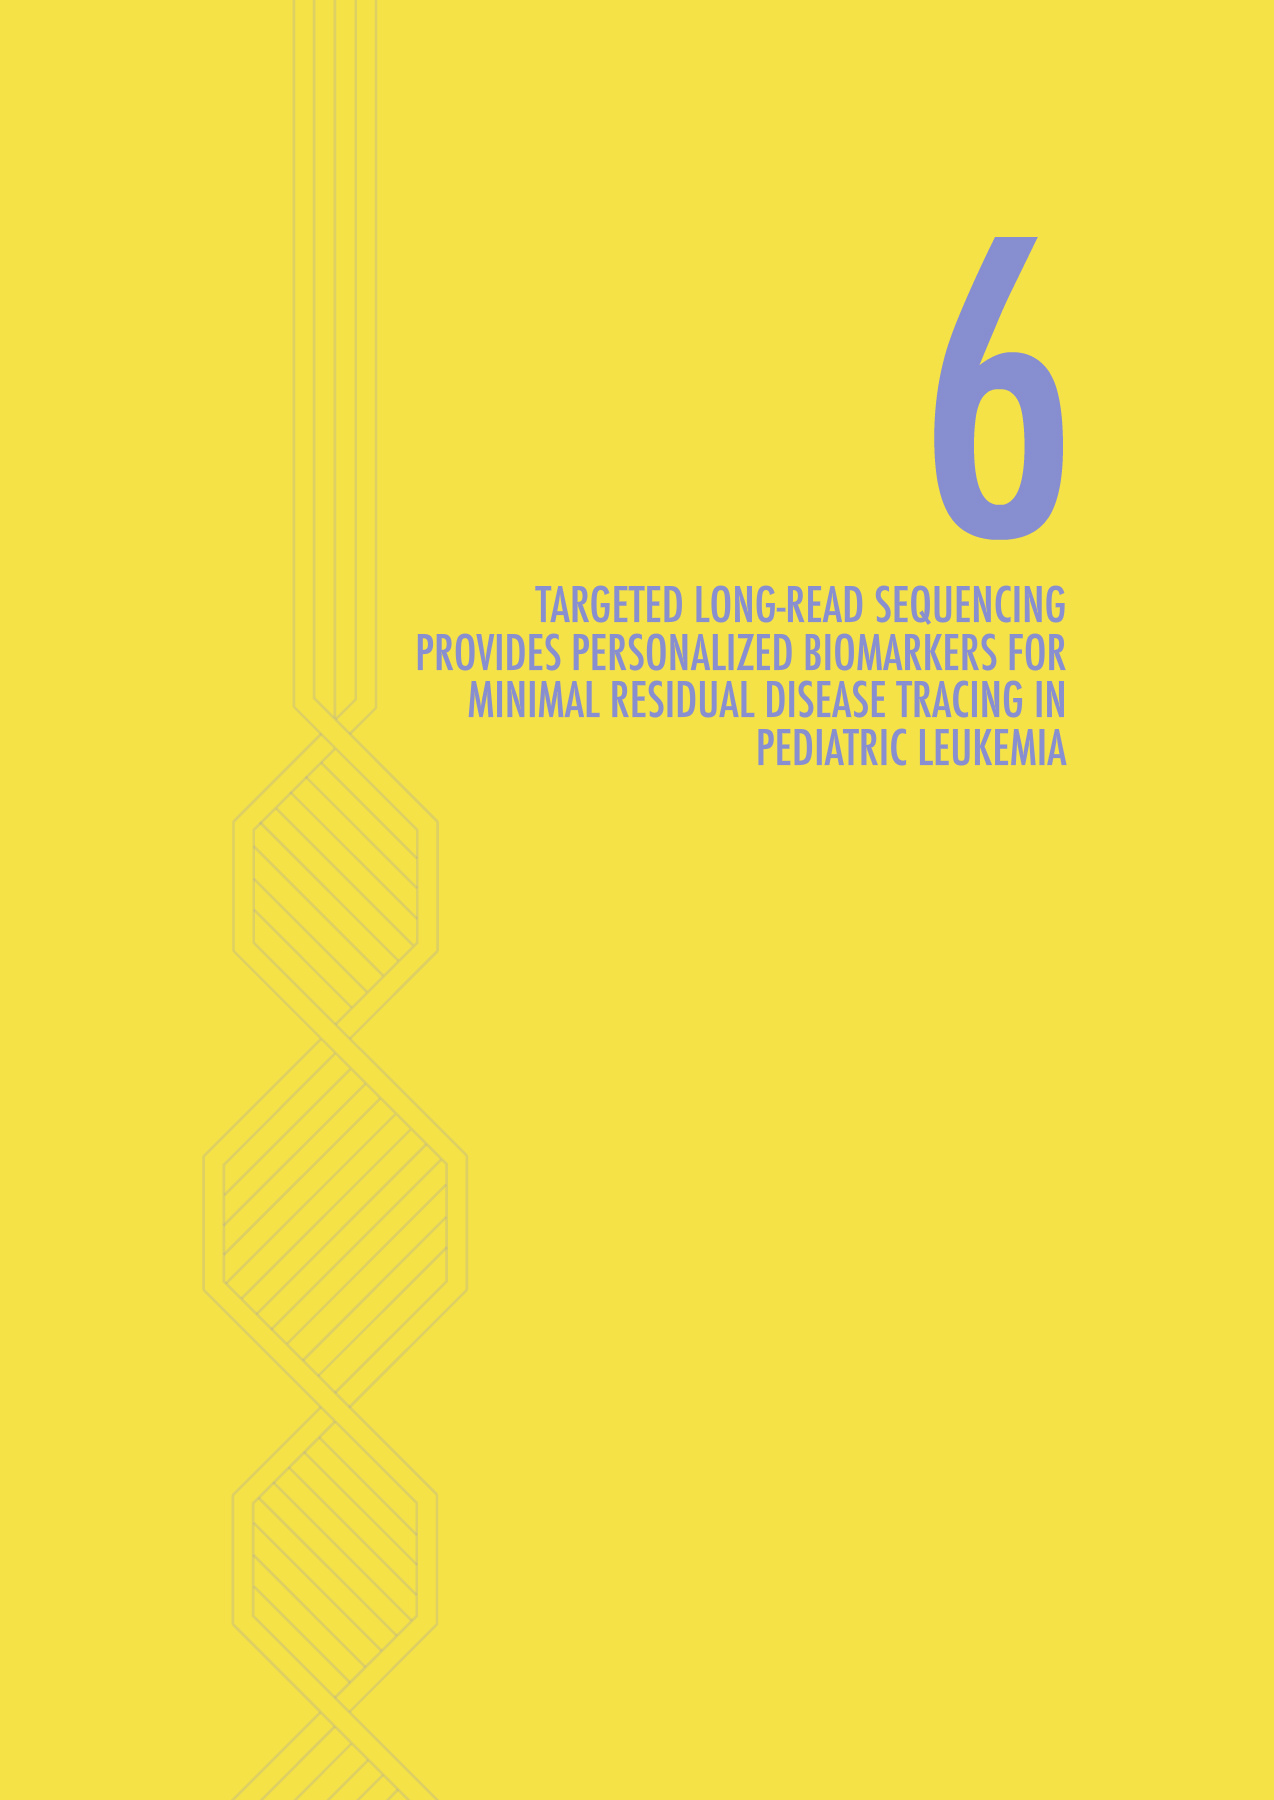 6
TARGETED LONG-READ SEQUENCING
PROVIDES PERSONALIZED BIOMARKERS FOR
MINIMAL RESIDUAL DISEASE TRACING IN
PEDIATRIC LEUKEMIA